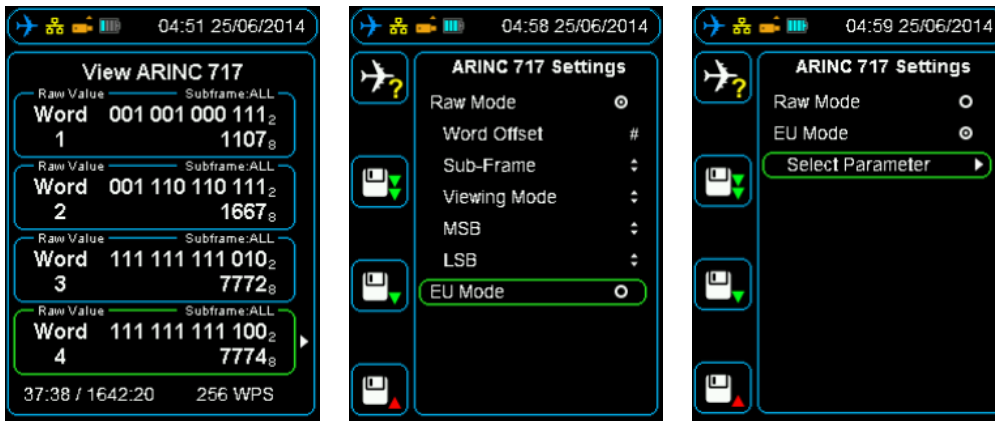 04:51 25/06/2014
View ARINC 717
Raw Value Subframe:ALL
Word 001 001 000 111₂
1 1107₈
Raw Value Subframe:ALL
Word 001 110 110 111₂
2 1667₈
Raw Value Subframe:ALL
Word 111 111 111 010₂
3 7772₈
Raw Value Subframe:ALL
Word 111 111 111 100₂
4 7774₈
37:38 / 1642:20 256 WPS
04:58 25/06/2014
?
ARINC 717 Settings
Raw Mode
Word Offset #
Sub-Frame
Viewing Mode
MSB
LSB
EU Mode
04:59 25/06/2014
?
ARINC 717 Settings
Raw Mode
EU Mode
Select Parameter